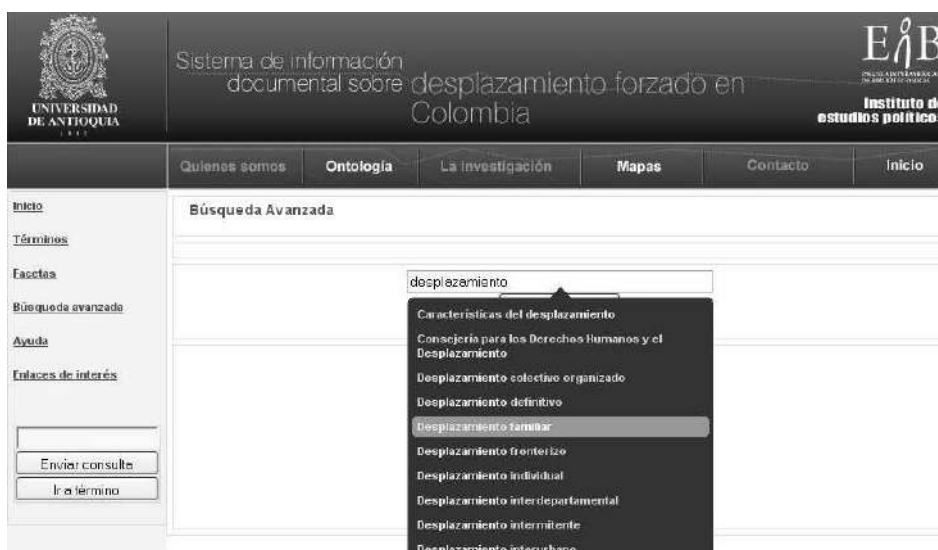 UNIVERSIDAD
DE ANTIOQUIA
Sistema de información
documental sobre desplazamiento forzado en
Colombia
EIB
Instituto de
estudios políticos
Quienes somos
Ontología
La investigación
Mapas
Contacto
Inicio
Inicio
Términos
Facetas
Búsqueda avanzada
Ayuda
Enlaces de interés
Enviar consulta
Ir a término
Búsqueda Avanzada
desplazamiento
Características del desplazamiento
Consejería para los Derechos Humanos y el
Desplazamiento
Desplazamiento colectivo organizado
Desplazamiento definitivo
Desplazamiento familiar
Desplazamiento fronterizo
Desplazamiento individual
Desplazamiento interdepartamental
Desplazamiento intermitente
Desplazamiento interurbano